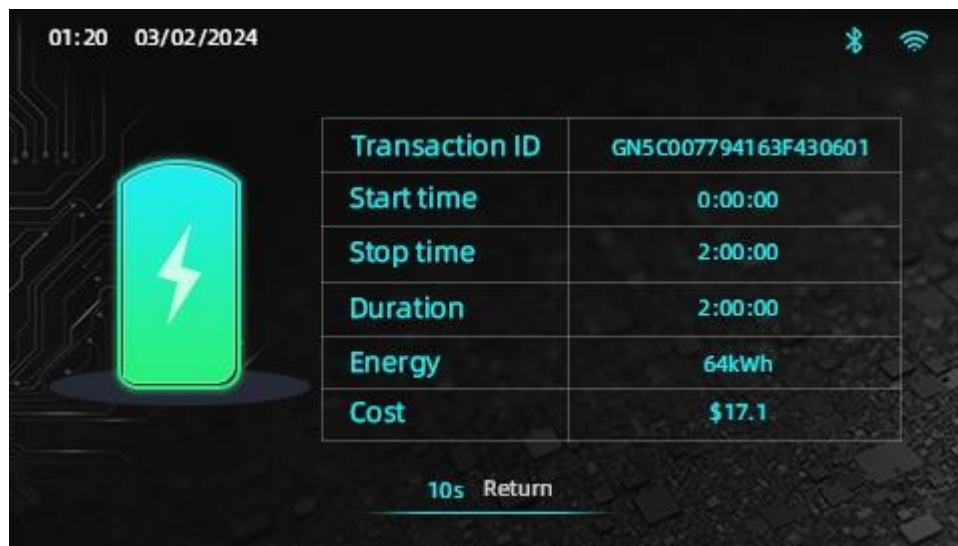 01:20 03/02/2024
Transaction ID GN5C007794163F430601
Start time 0:00:00
Stop time 2:00:00
Duration 2:00:00
Energy 64kWh
Cost $17.1
10s Return